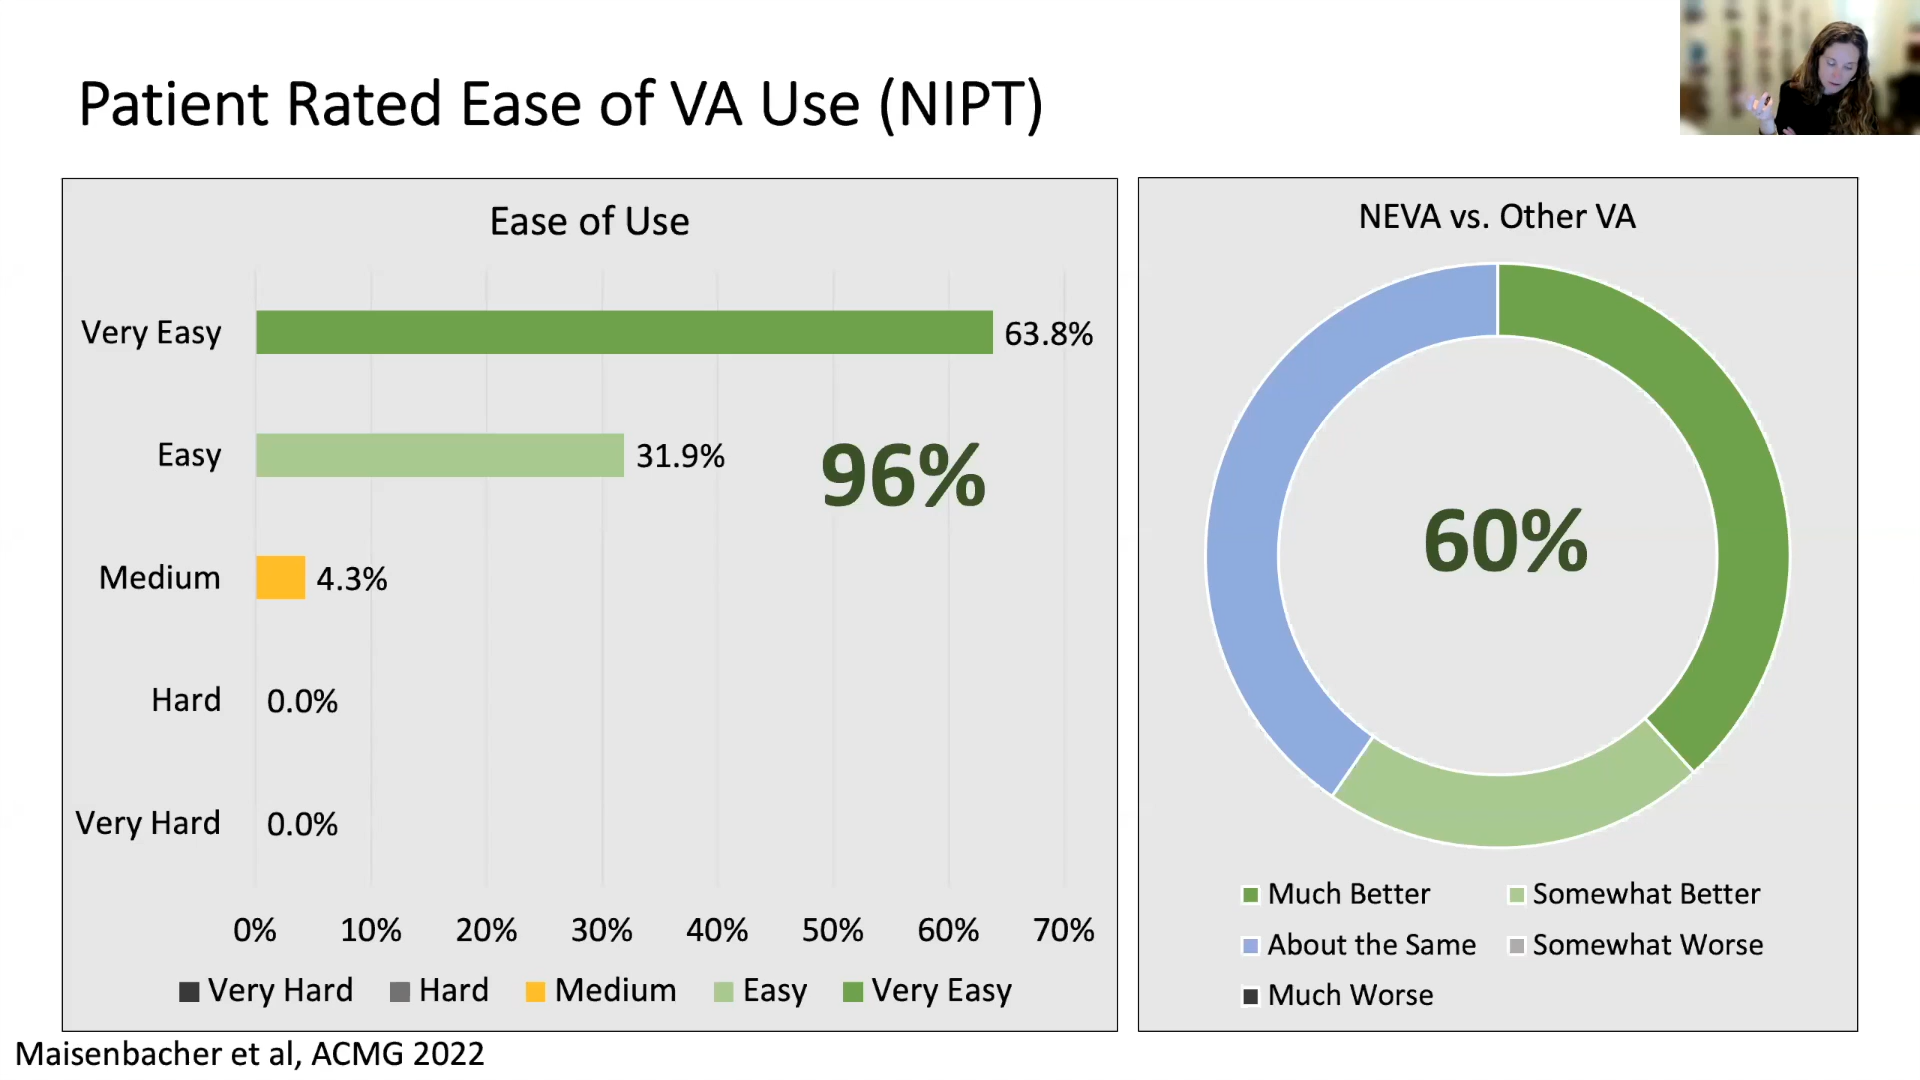 Patient Rated Ease of VA Use (NIPT)
Ease of Use
Very Easy 63.8%
Easy 31.9%
96%
Medium 4.3%
Hard 0.0%
Very Hard 0.0%
0% 10% 20% 30% 40% 50% 60% 70%
Very Hard Hard Medium Easy Very Easy
NEVA vs. Other VA
60%
Much Better Somewhat Better
About the Same Somewhat Worse
Much Worse
Maisenbacher et al, ACMG 2022